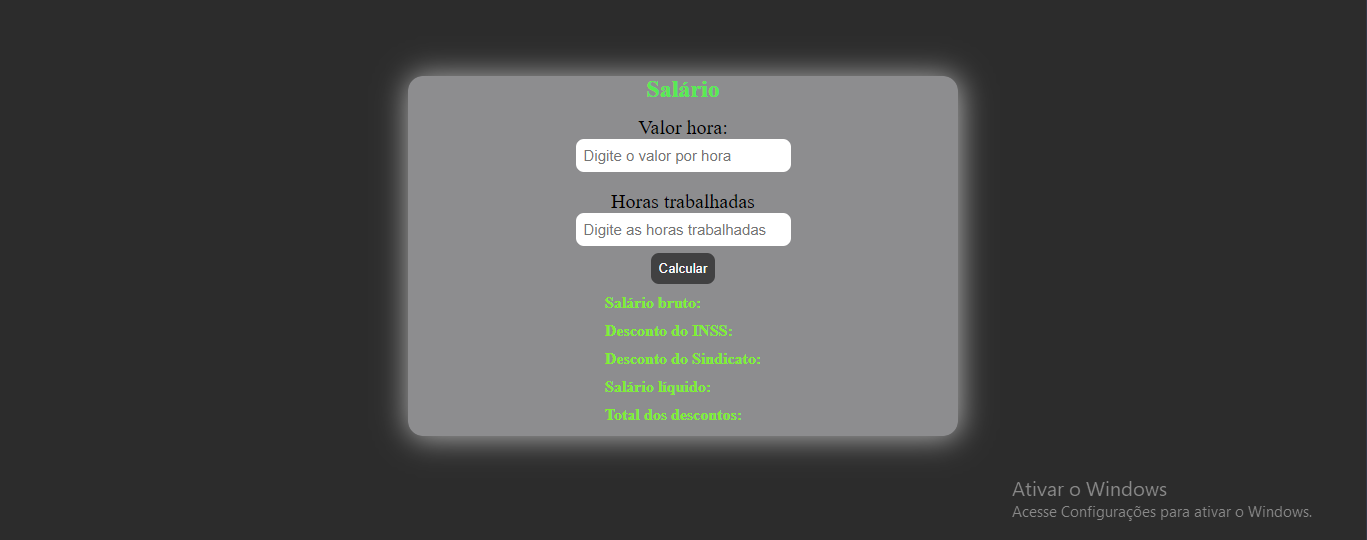 Salário
Valor hora:
Digite o valor por hora
Horas trabalhadas
Digite as horas trabalhadas
Calcular
Salário bruto:
Desconto do INSS:
Desconto do Sindicato:
Salário líquido:
Total dos descontos:
Ativar o Windows
Acesse Configurações para ativar o Windows.